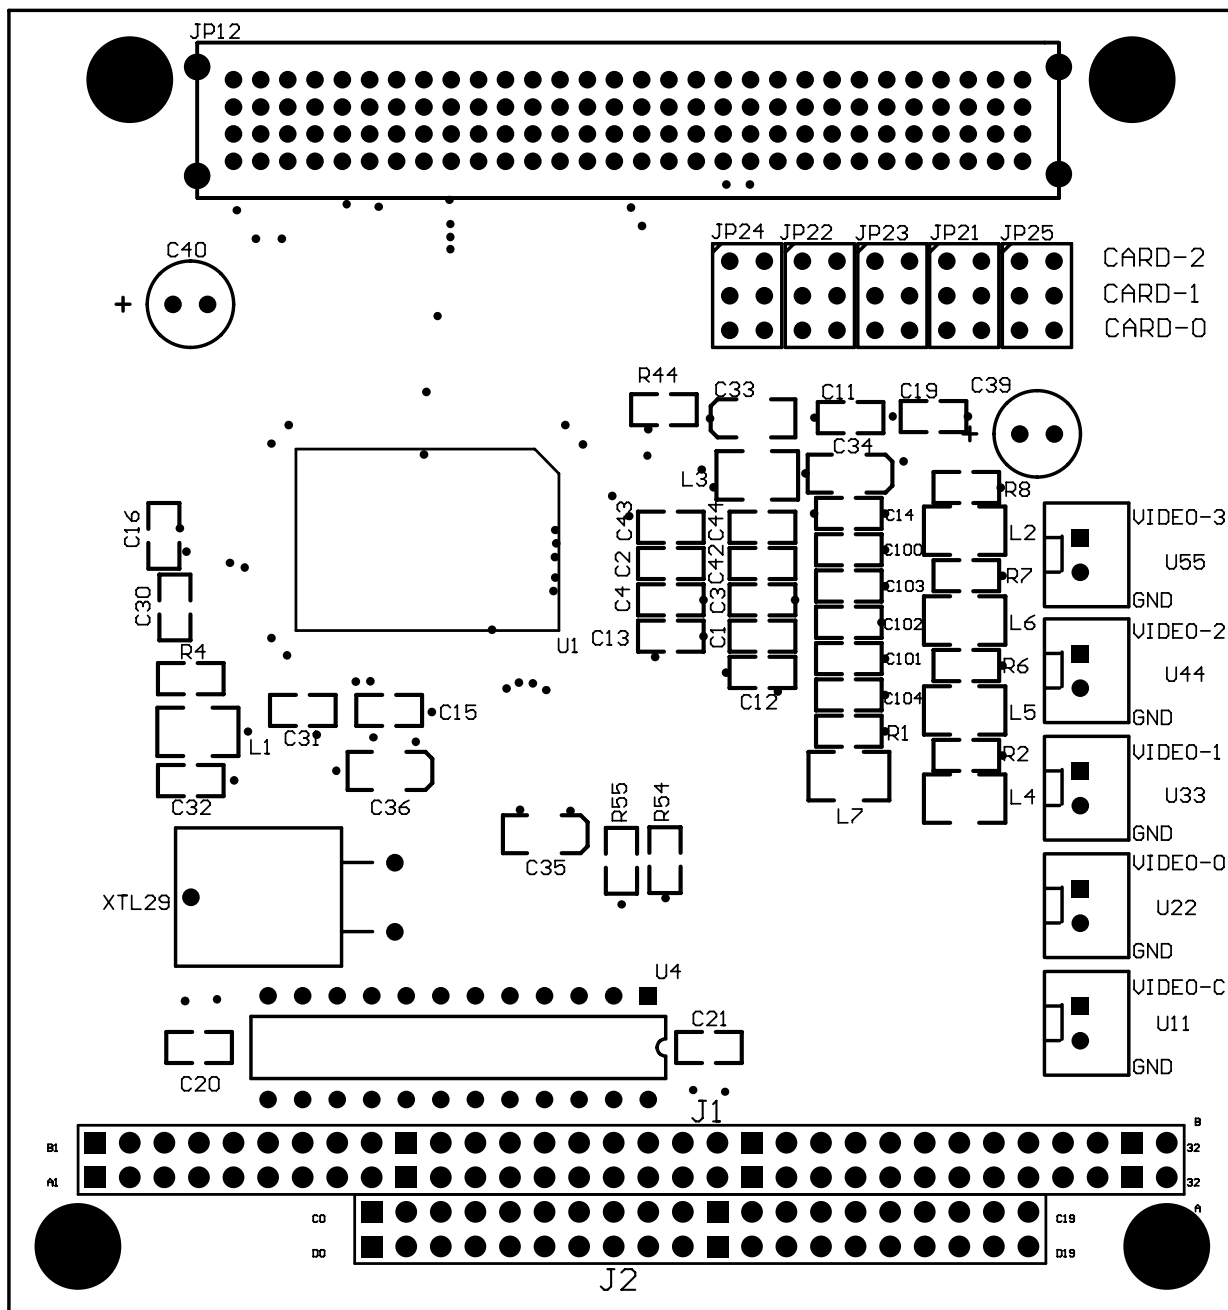 JP12
JP24 JP22 JP23 JP21 JP25
C40
CARD-2
+
CARD-1
CARD-0
R44
C33
C11
C19
C39
+
C34
L3
R8
C16
C43
C44
C14
VIDEO-3
L2
C2
C42
C100
U55
R7
C30
C4
C3
C103
GND
C13
C1
C102
L6
VIDEO-2
U1
R4
C101
R6
U44
C12
C104
C31
C15
L5
GND
L1
R1
R2
VIDEO-1
C32
C36
L4
U33
L7
R55
R54
GND
C35
VIDEO-0
XTL29
U22
GND
U4
VIDEO-C
C21
U11
C20
GND
J1
B
B1
32
A1
32
A
C0
C19
D0
D19
J2